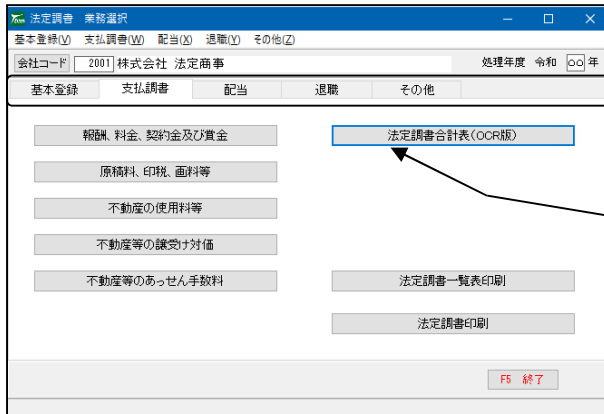 法定調書 業務選択
基本登録(V) 支払調書(W) 配当(X) 退職(Y) その他(Z)
会社コード 2001 株式会社 法定商事 処理年度 令和 ○○ 年
基本登録 支払調書 配当 退職 その他
報酬、料金、契約金及び賞金 法定調書合計表(OCR版)
原稿料、印税、画料等
不動産の使用料等
不動産等の譲受け対価
不動産等のあっせん手数料 法定調書一覧表印刷
法定調書印刷
F5 終了